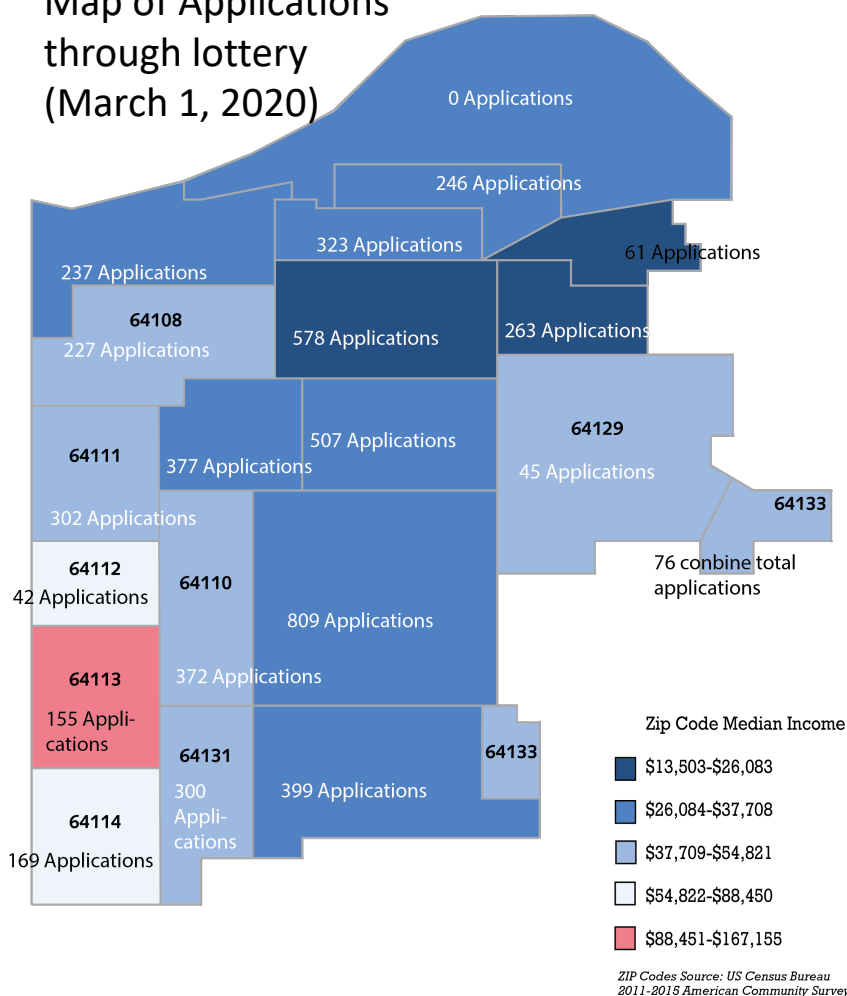 Map of Applications
through lottery
(March 1, 2020)
0 Applications
246 Applications
323 Applications
61 Applications
237 Applications
64108
227 Applications
578 Applications
263 Applications
64111
302 Applications
377 Applications
507 Applications
64129
45 Applications
64133
76 conbine total
applications
64112
42 Applications
64110
372 Applications
809 Applications
64113
155 Appli-
cations
64131
300
Appli-
cations
399 Applications
64133
64114
169 Applications
Zip Code Median Income
$13,503-$26,083
$26,084-$37,708
$37,709-$54,821
$54,822-$88,450
$88,451-$167,155
ZIP Codes Source: US Census Bureau
2011-2015 American Community Survey